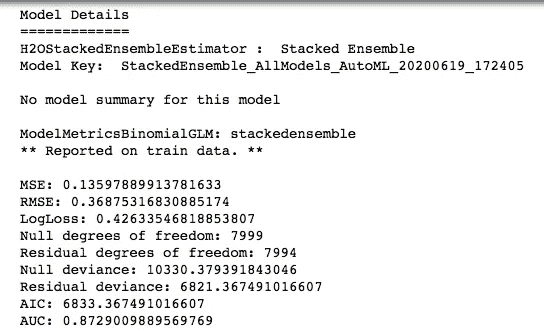 Model Details
=============
H2OStackedEnsembleEstimator :  Stacked Ensemble
Model Key:  StackedEnsemble_AllModels_AutoML_20200619_172405
No model summary for this model
ModelMetricsBinomialGLM: stackedensemble
** Reported on train data. **
MSE: 0.13597889913781633
RMSE: 0.36875316830885174
LogLoss: 0.42633546818853807
Null degrees of freedom: 7999
Residual degrees of freedom: 7994
Null deviance: 10330.379391843046
Residual deviance: 6821.367491016607
AIC: 6833.367491016607
AUC: 0.8729009889569769